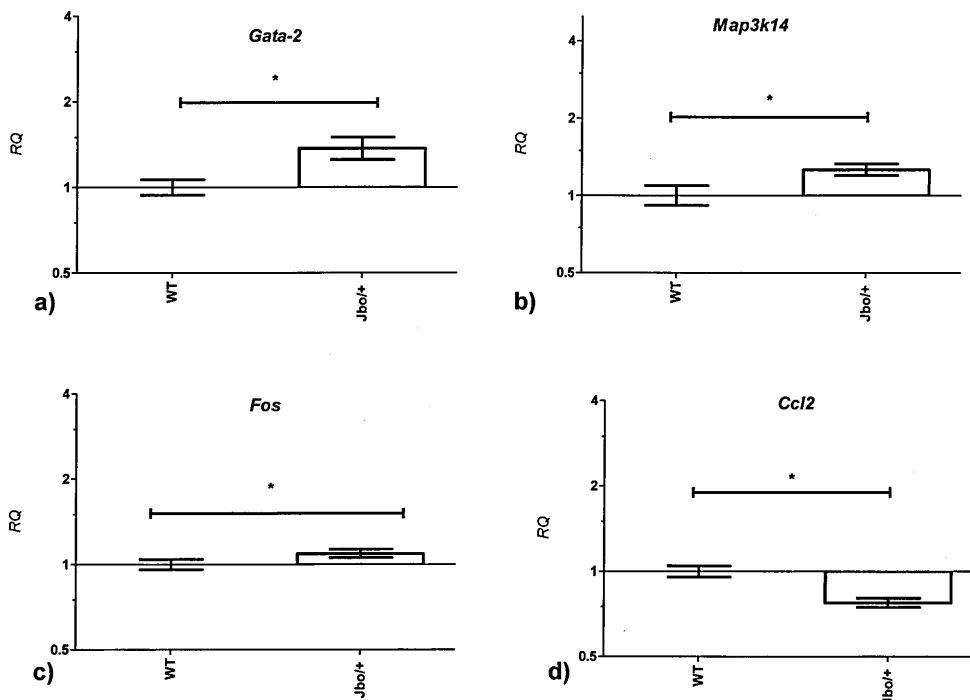 Gata-2
4
2
1
0.5
RQ
*
WT
Jbo/+
a)
Map3k14
4
2
1
0.5
RQ
*
WT
Jbo/+
b)
Fos
4
2
1
0.5
RQ
*
WT
Jbo/+
c)
Ccl2
4
2
1
0.5
RQ
*
WT
Jbo/+
d)